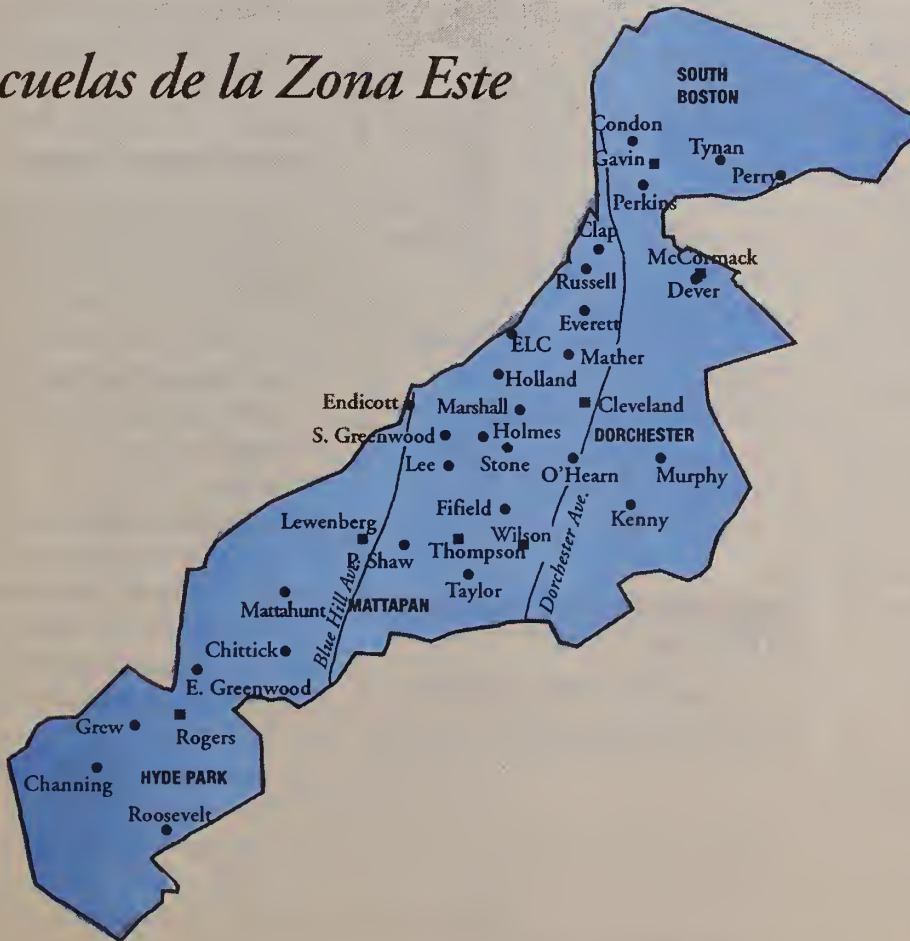 cuelas de la Zona Este
SOUTH
BOSTON
Condon
Gavin
Tynan
Perry
Perkins
Clap
McCormack
Russell
Dever
Everett
ELC
Mather
Holland
Endicott
Marshall
Cleveland
S. Greenwood
Holmes
DORCHESTER
Lee
Stone
O'Hearn
Murphy
Fifield
Kenny
Lewenberg
Wilson
P. Shaw
Thompson
Taylor
Dorchester Ave.
Mattahunt
MATTAPAN
Blue Hill Ave.
Chittick
E. Greenwood
Grew
Rogers
Channing
HYDE PARK
Roosevelt